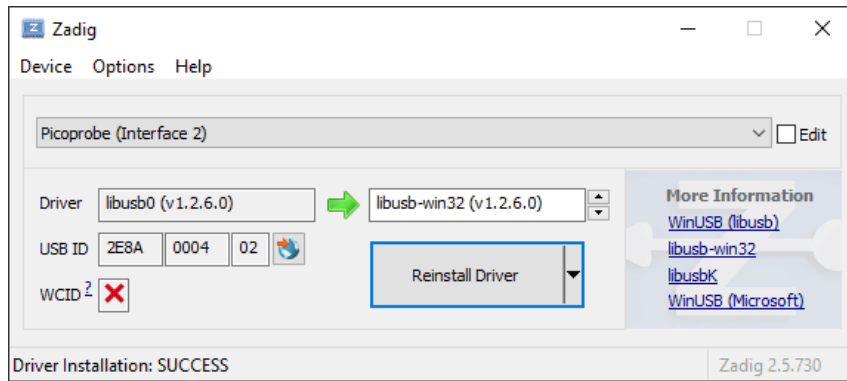 Zadig
Device Options Help
Picoprobe (Interface 2)
Edit
Driver libusb0 (v1.2.6.0) libusb-win32 (v1.2.6.0)
USB ID 2E8A 0004 02
WCID ?
Reinstall Driver
More Information
WinUSB (libusb)
libusb-win32
libusbK
WinUSB (Microsoft)
Driver Installation: SUCCESS
Zadig 2.5.730